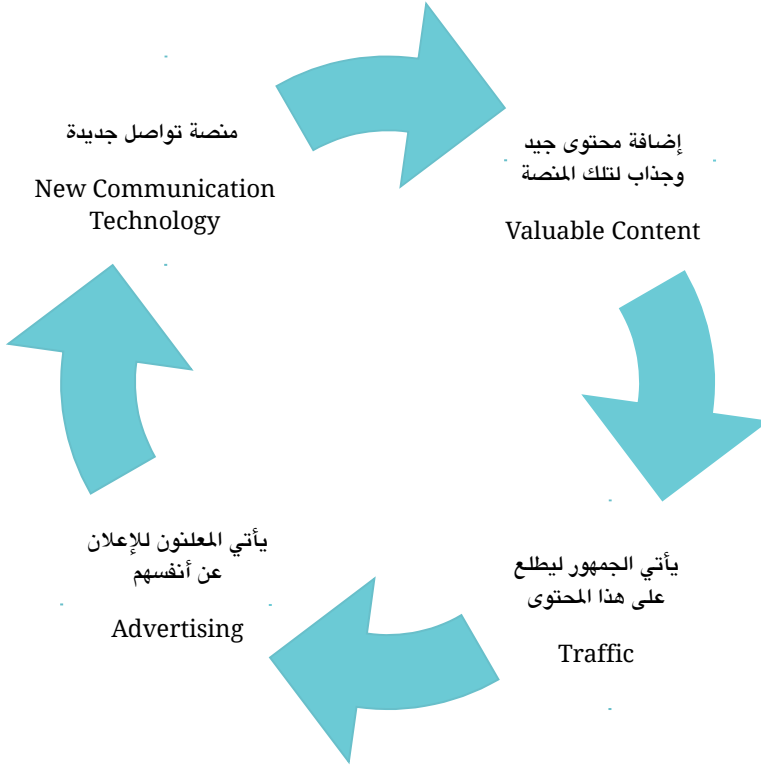 منصة تواصل جديدة
New Communication
Technology
إضافة محتوى جيد
وجذاب لتلك المنصة
Valuable Content
يأتي الجمهور ليطلع
على هذا المحتوى
Traffic
يأتي المعلنون للإعلان
عن أنفسهم
Advertising